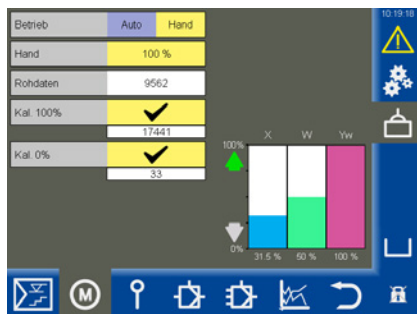 10:19:18
Betrieb Auto Hand
Hand 100 %
Rohdaten 9562
Kal. 100%
17441
Kal. 0%
33
X W Yw
100%
0%
31.5 % 50 % 100 %
M